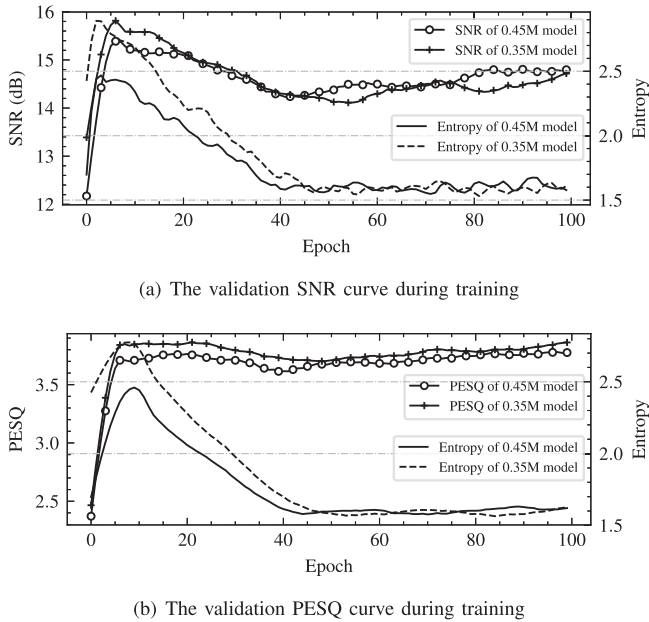 16
15
14
13
12
SNR (dB)
SNR of 0.45M model
SNR of 0.35M model
Entropy of 0.45M model
Entropy of 0.35M model
2.5
2.0
1.5
Entropy
0 20 40 60 80 100
Epoch
(a) The validation SNR curve during training
3.5
3.0
2.5
PESQ
PESQ of 0.45M model
PESQ of 0.35M model
Entropy of 0.45M model
Entropy of 0.35M model
2.5
2.0
1.5
Entropy
0 20 40 60 80 100
Epoch
(b) The validation PESQ curve during training